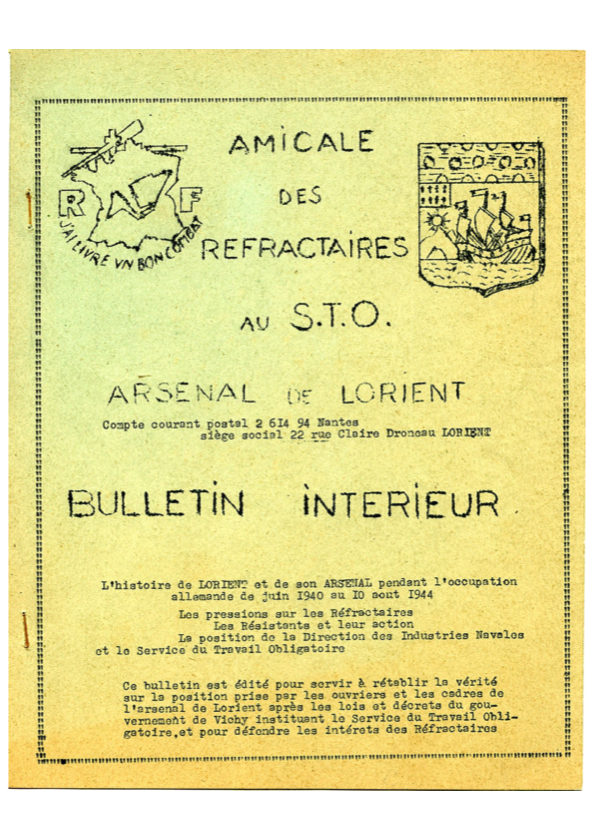 AMICALE
DES
REFRACTAIRES
AU S.T.O.
R F
J'AI LIVRE UN BON COMBAT
ARSENAL DE LORIENT
Compte courant postal 2 614 94 Nantes
siège social 22 rue Claire Droneau LORIENT
BULLETIN INTERIEUR
L'histoire de LORIENT et de son ARSENAL pendant l'occupation
allemande de juin 1940 au 10 aout 1944
Les pressions sur les Réfractaires
Les Résistants et leur action
La position de la Direction des Industries Navales
et le Service du Travail Obligatoire
Ce bulletin est édité pour servir à rétablir la vérité
sur la position prise par les ouvriers et les cadres de
l'arsenal de Lorient après les lois et décrets du gou-
vernement de Vichy instituant le Service du Travail Obli-
gatoire,et pour défendre les intérets des Réfractaires